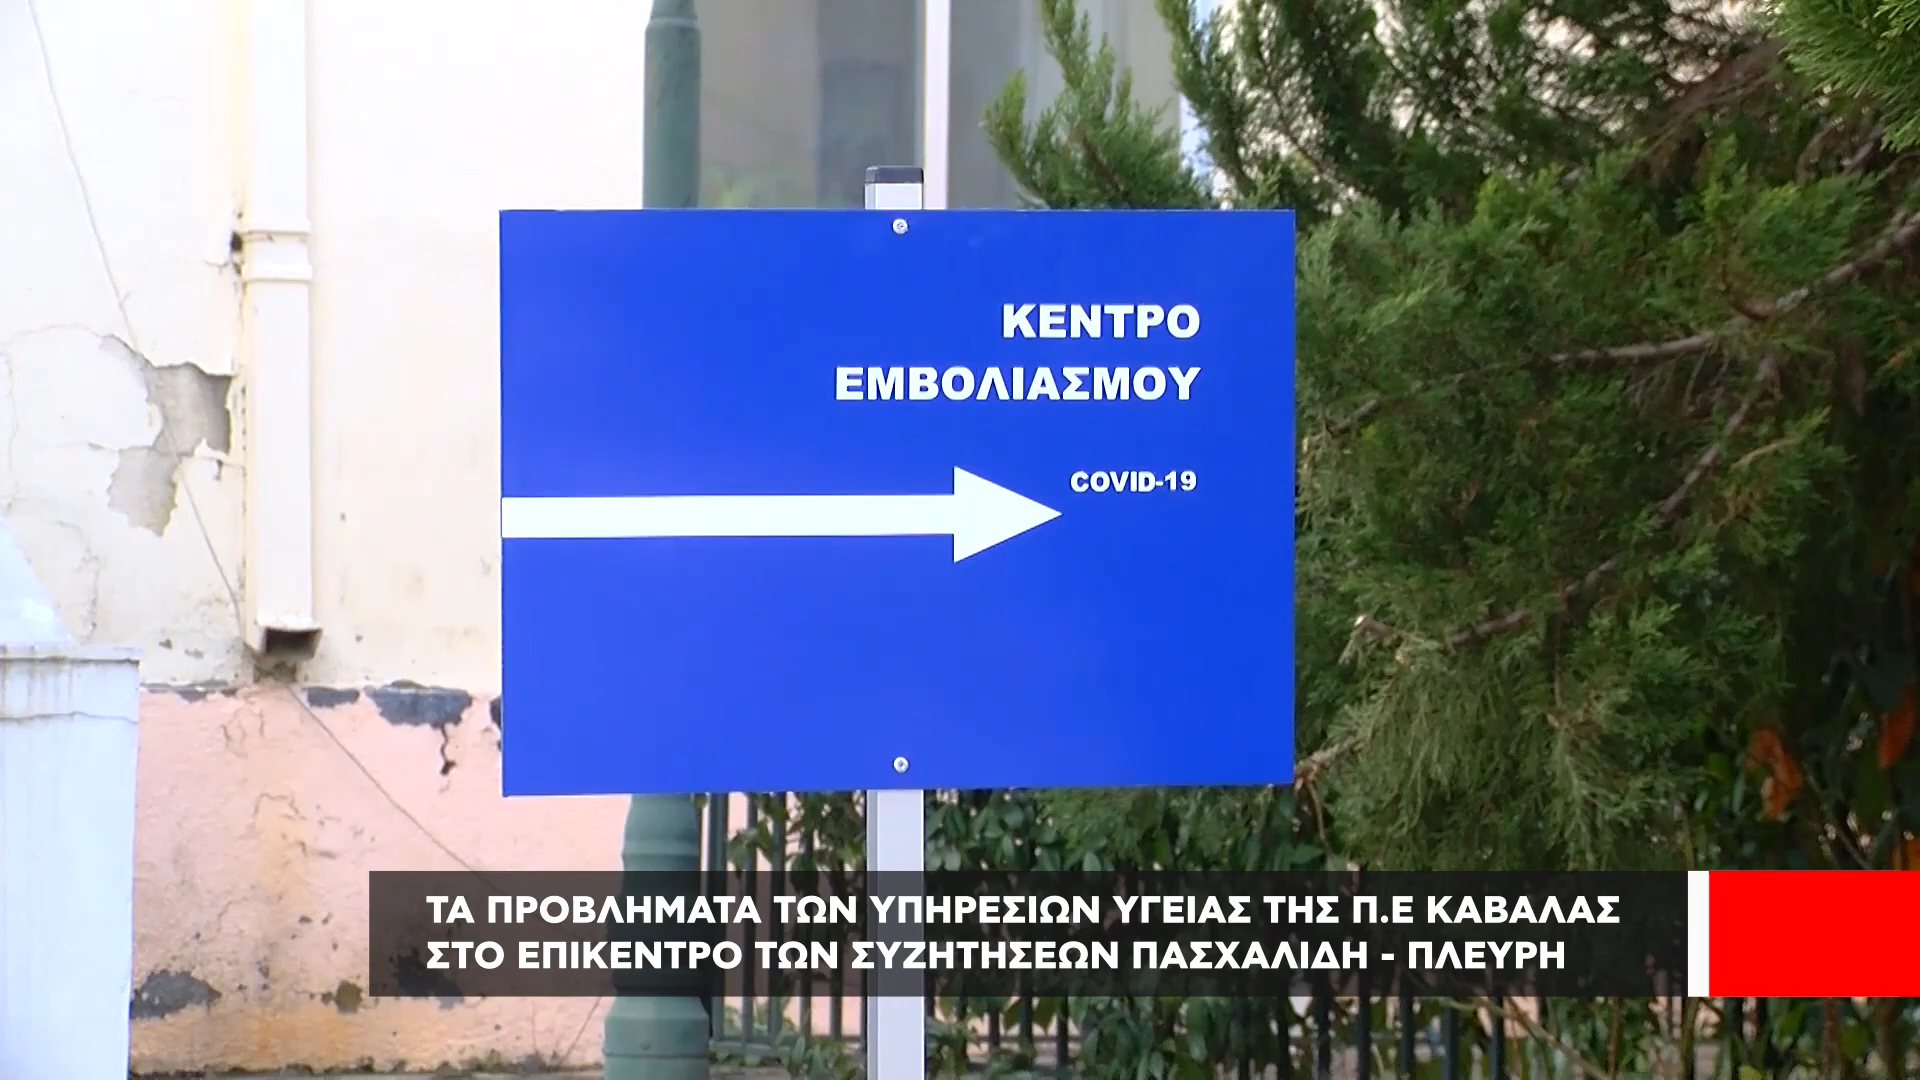 ΚΕΝΤΡΟ
ΕΜΒΟΛΙΑΣΜΟΥ
COVID-19
ΤΑ ΠΡΟΒΛΗΜΑΤΑ ΤΩΝ ΥΠΗΡΕΣΙΩΝ ΥΓΕΙΑΣ ΤΗΣ Π.Ε ΚΑΒΑΛΑΣ
ΣΤΟ ΕΠΙΚΕΝΤΡΟ ΤΩΝ ΣΥΖΗΤΗΣΕΩΝ ΠΑΣΧΑΛΙΔΗ - ΠΛΕΥΡΗ